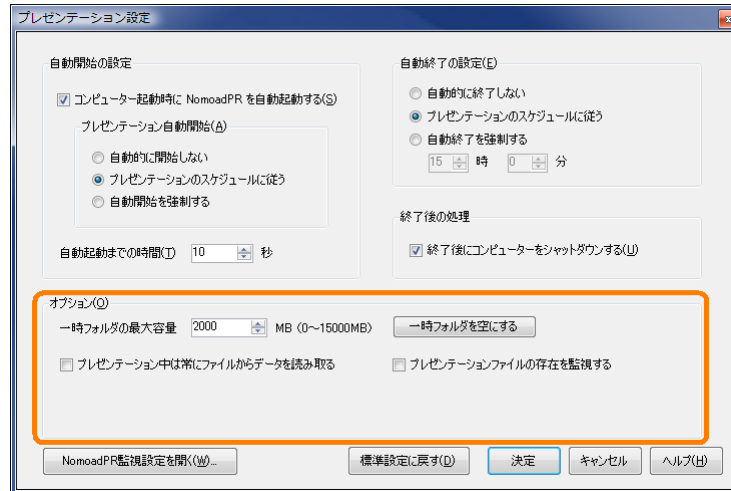 プレゼンテーション設定
自動開始の設定
コンピューター起動時に NomoadPR を自動起動する(S)
プレゼンテーション自動開始(A)
自動的に開始しない
プレゼンテーションのスケジュールに従う
自動開始を強制する
自動起動までの時間(T) 10 秒
自動終了の設定(E)
自動的に終了しない
プレゼンテーションのスケジュールに従う
自動終了を強制する
15 時 0 分
終了後の処理
終了後にコンピューターをシャットダウンする(U)
オプション(O)
一時フォルダの最大容量 2000 MB (0~15000MB) 一時フォルダを空にする
プレゼンテーション中は常にファイルからデータを読み取る プレゼンテーションファイルの存在を監視する
NomoadPR監視設定を開く(W)... 標準設定に戻す(D) 決定 キャンセル ヘルプ(H)